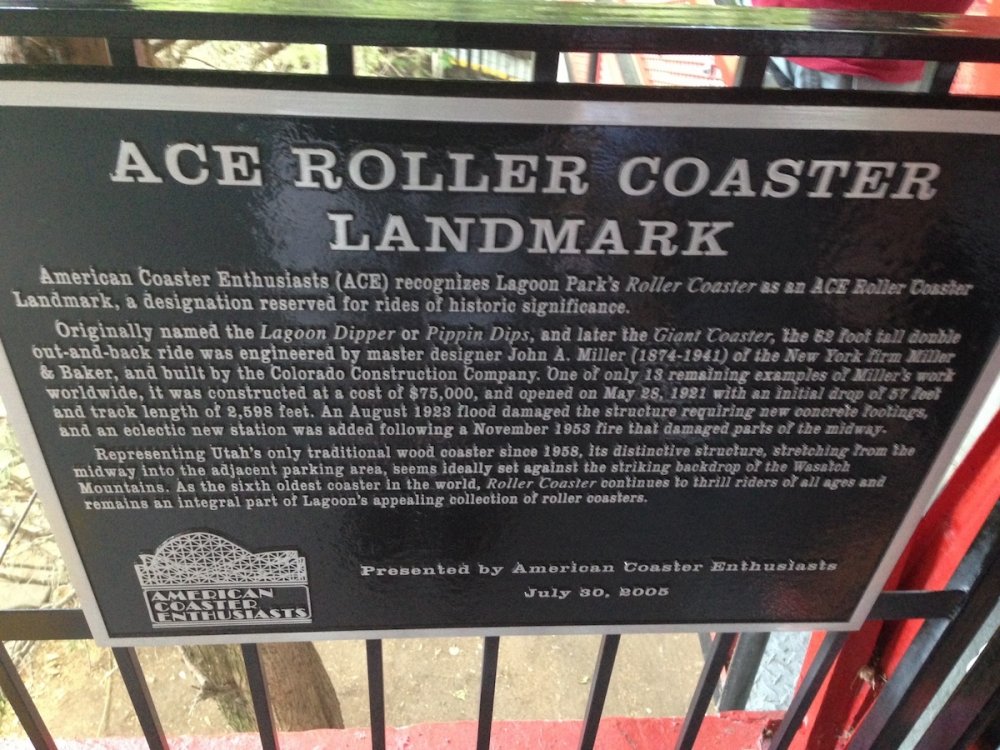 ACE ROLLER COASTER
LANDMARK
American Coaster Enthusiasts (ACE) recognizes Lagoon Park's Roller Coaster as an ACE Roller Coaster
Landmark, a designation reserved for rides of historic significance.
Originally named the Lagoon Dipper or Pippin Dips, and later the Giant Coaster, the 62 foot tall double
out-and-back ride was engineered by master designer John A. Miller (1874-1941) of the New York firm Miller
& Baker, and built by the Colorado Construction Company. One of only 13 remaining examples of Miller's work
worldwide, it was constructed at a cost of $75,000, and opened on May 28, 1921 with an initial drop of 57 feet
and track length of 2,598 feet. An August 1923 flood damaged the structure requiring new concrete footings,
and an eclectic new station was added following a November 1953 fire that damaged parts of the midway.
Representing Utah's only traditional wood coaster since 1958, its distinctive structure, stretching from the
midway into the adjacent parking area, seems ideally set against the striking backdrop of the Wasatch
Mountains. As the sixth oldest coaster in the world, Roller Coaster continues to thrill riders of all ages and
remains an integral part of Lagoon's appealing collection of roller coasters.
Presented by American Coaster Enthusiasts
July 30, 2005
AMERICAN
COASTER
ENTHUSIASTS